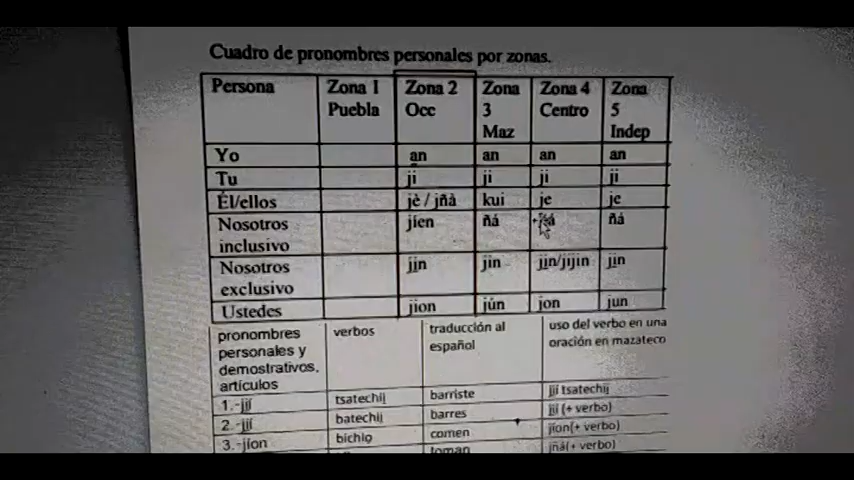 Cuadro de pronombres personales por zonas.
Persona Zona 1 Puebla Zona 2 Occ Zona 3 Maz Zona 4 Centro Zona 5 Indep
Yo an an an an
Tu ji ji ji ji
Él/ellos jè / jñà kui je je
Nosotros inclusivo jíen ñá ñá
Nosotros exclusivo jin jin jin/jijin jin
Ustedes jion jún jon jun
pronombres personales y demostrativos, artículos verbos traducción al español uso del verbo en una oración en mazateco
1.-jií tsatechij barriste jií tsatechij
2.-jií batechij barres jií (+ verbo)
3.-jíon bichjo comen jíon(+ verbo)
toman jñá(+ verbo)